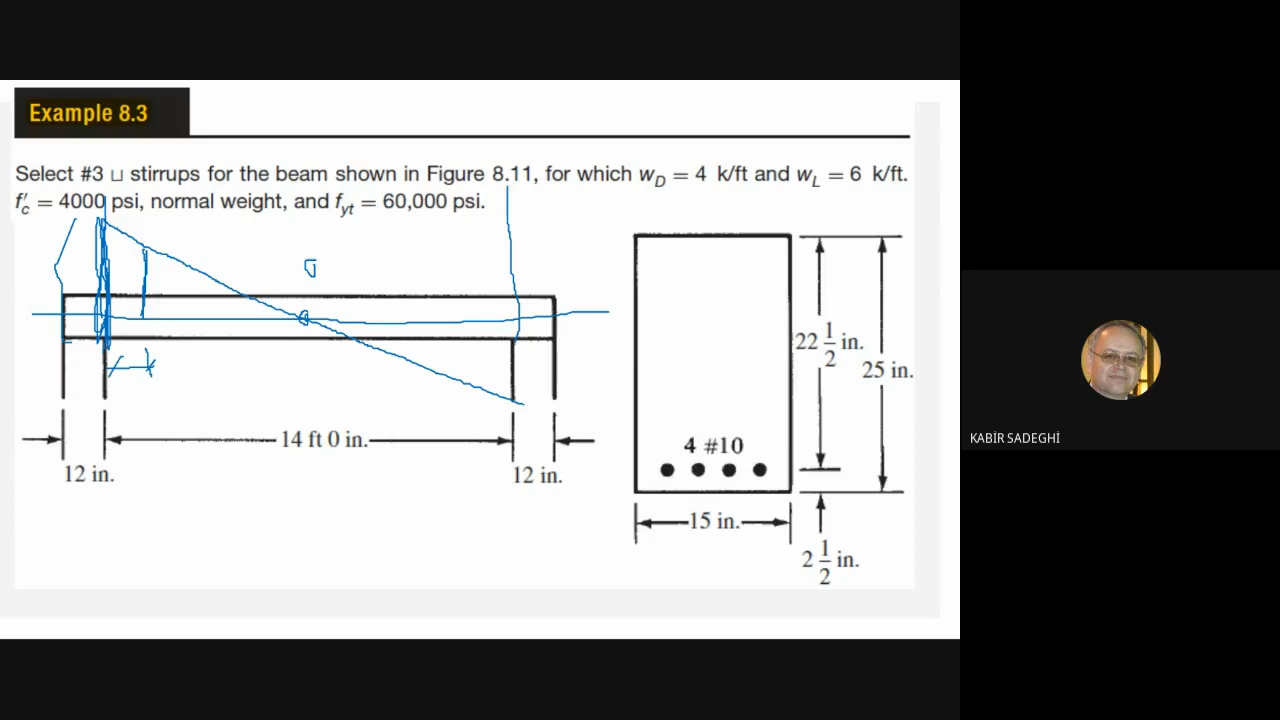 Example 8.3
Select #3 ⊔ stirrups for the beam shown in Figure 8.11, for which w_D = 4 k/ft and w_L = 6 k/ft.
f′_c = 4000 psi, normal weight, and f_yt = 60,000 psi.
22 1/2 in.
25 in.
4 #10
14 ft 0 in.
12 in.
12 in.
15 in.
2 1/2 in.
KABİR SADEGHİ